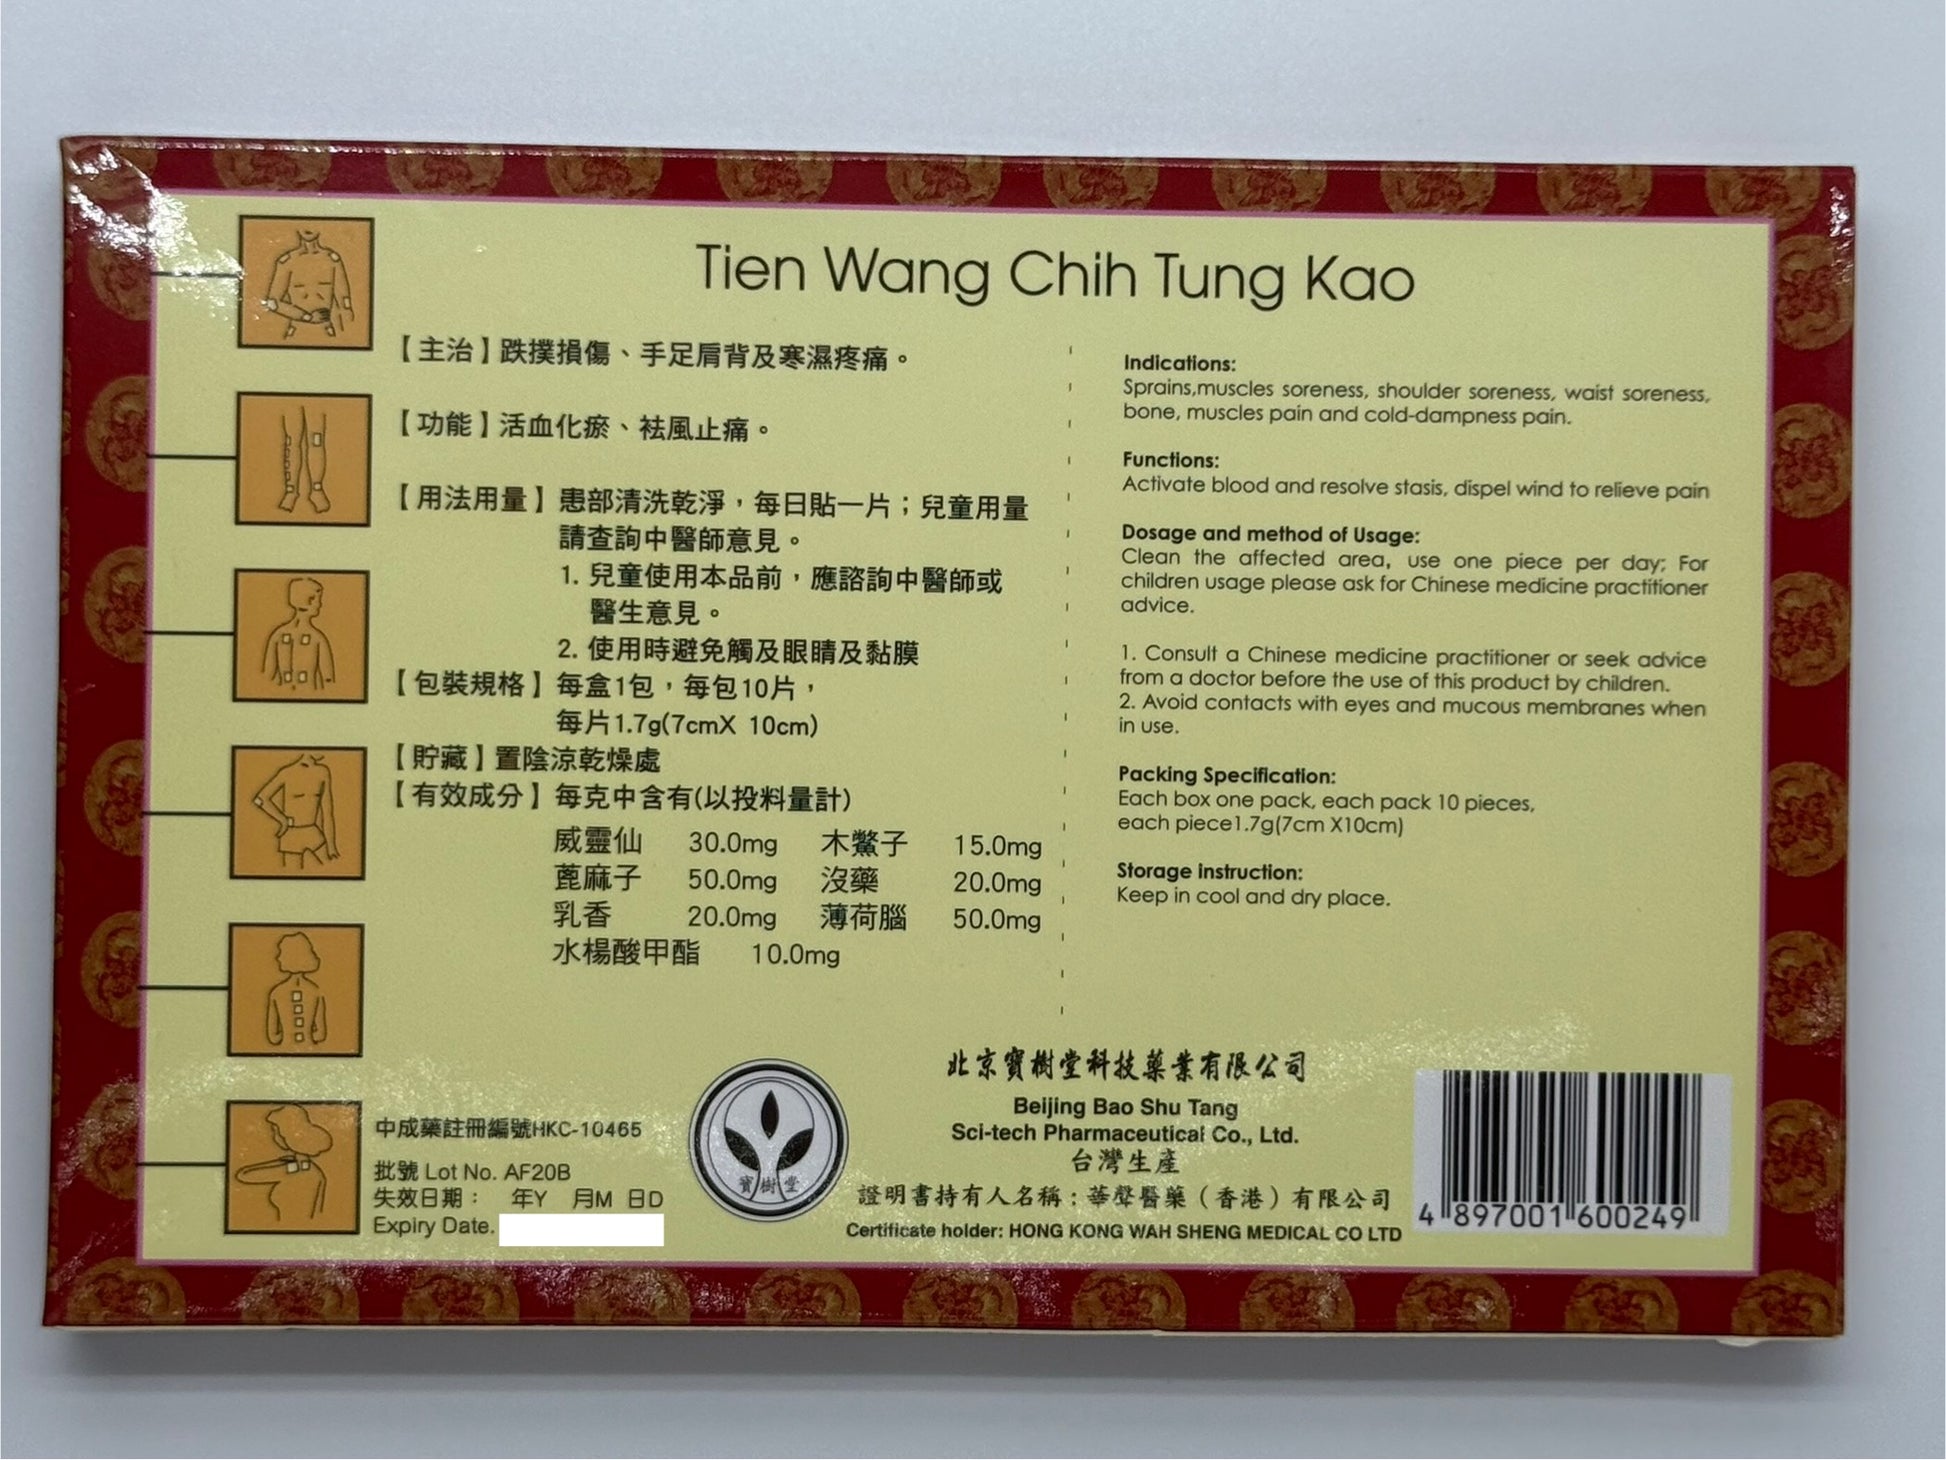 Tien Wang Chih Tung Kao
【主治】跌撲損傷、手足肩背及寒濕疼痛。
【功能】活血化瘀、祛風止痛。
【用法用量】患部清洗乾淨，每日貼一片；兒童用量
請查詢中醫師意見。
1. 兒童使用本品前，應諮詢中醫師或
醫生意見。
2. 使用時避免觸及眼睛及黏膜
【包裝規格】每盒1包，每包10片，
每片1.7g(7cmX 10cm)
【貯藏】置陰涼乾燥處
【有效成分】每克中含有(以投料量計)
威靈仙 30.0mg 木鱉子 15.0mg
蓖麻子 50.0mg 沒藥 20.0mg
乳香 20.0mg 薄荷腦 50.0mg
水楊酸甲酯 10.0mg
Indications:
Sprains,muscles soreness, shoulder soreness, waist soreness,
bone, muscles pain and cold-dampness pain.
Functions:
Activate blood and resolve stasis, dispel wind to relieve pain
Dosage and method of Usage:
Clean the affected area, use one piece per day; For
children usage please ask for Chinese medicine practitioner
advice.
1. Consult a Chinese medicine practitioner or seek advice
from a doctor before the use of this product by children.
2. Avoid contacts with eyes and mucous membranes when
in use.
Packing Specification:
Each box one pack, each pack 10 pieces,
each piece1.7g(7cm X10cm)
Storage instruction:
Keep in cool and dry place.
中成藥註冊編號HKC-10465
批號 Lot No. AF20B
失效日期： 年Y 月M 日D
Expiry Date.
寶樹堂
北京寶樹堂科技藥業有限公司
Beijing Bao Shu Tang
Sci-tech Pharmaceutical Co., Ltd.
台灣生產
證明書持有人名稱：華聲醫藥（香港）有限公司
Certificate holder: HONG KONG WAH SHENG MEDICAL CO LTD
4 897001 600249